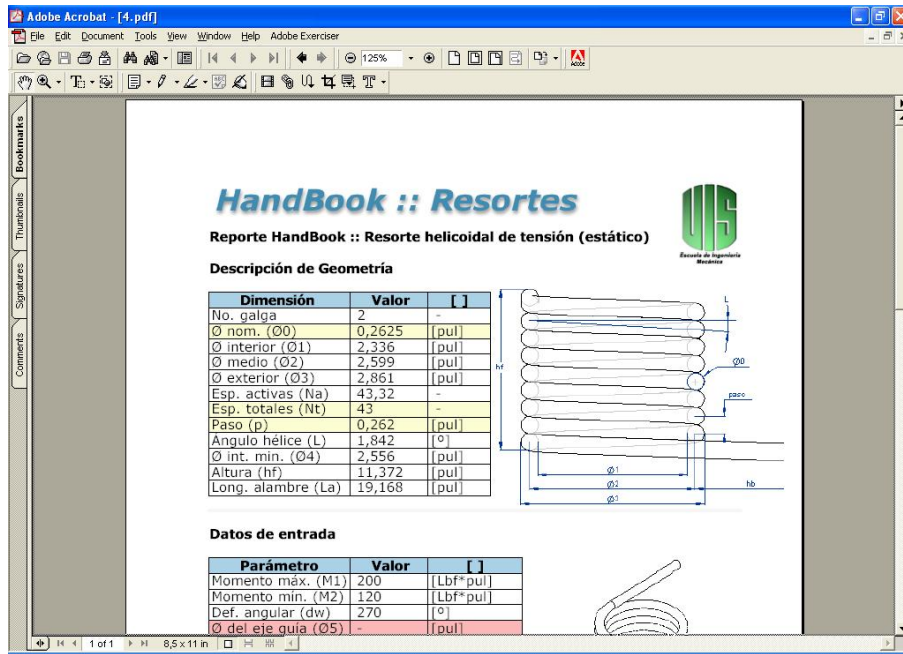 Adobe Acrobat - [4.pdf]
File Edit Document Tools View Window Help Adobe Exerciser
125%
Adobe
Bookmarks
Thumbnails
Signatures
Comments
HandBook :: Resortes
Reporte HandBook :: Resorte helicoidal de tensión (estático)
Escuela de Ingeniería
Mecánica
Descripción de Geometría
Dimensión Valor [ ]
No. galga 2 -
Ø nom. (Ø0) 0,2625 [pul]
Ø interior (Ø1) 2,336 [pul]
Ø medio (Ø2) 2,599 [pul]
Ø exterior (Ø3) 2,861 [pul]
Esp. activas (Na) 43,32 -
Esp. totales (Nt) 43 -
Paso (p) 0,262 [pul]
Ángulo hélice (L) 1,842 [º]
Ø int. min. (Ø4) 2,556 [pul]
Altura (hf) 11,372 [pul]
Long. alambre (La) 19,168 [pul]
L
Ø0
hf
paso
Ø1
Ø2
hb
Ø3
Datos de entrada
Parámetro Valor [ ]
Momento máx. (M1) 200 [Lbf*pul]
Momento mín. (M2) 120 [Lbf*pul]
Def. angular (dw) 270 [º]
Ø del eje guía (Ø5) - [pul]
1 of 1 8,5 x 11 in